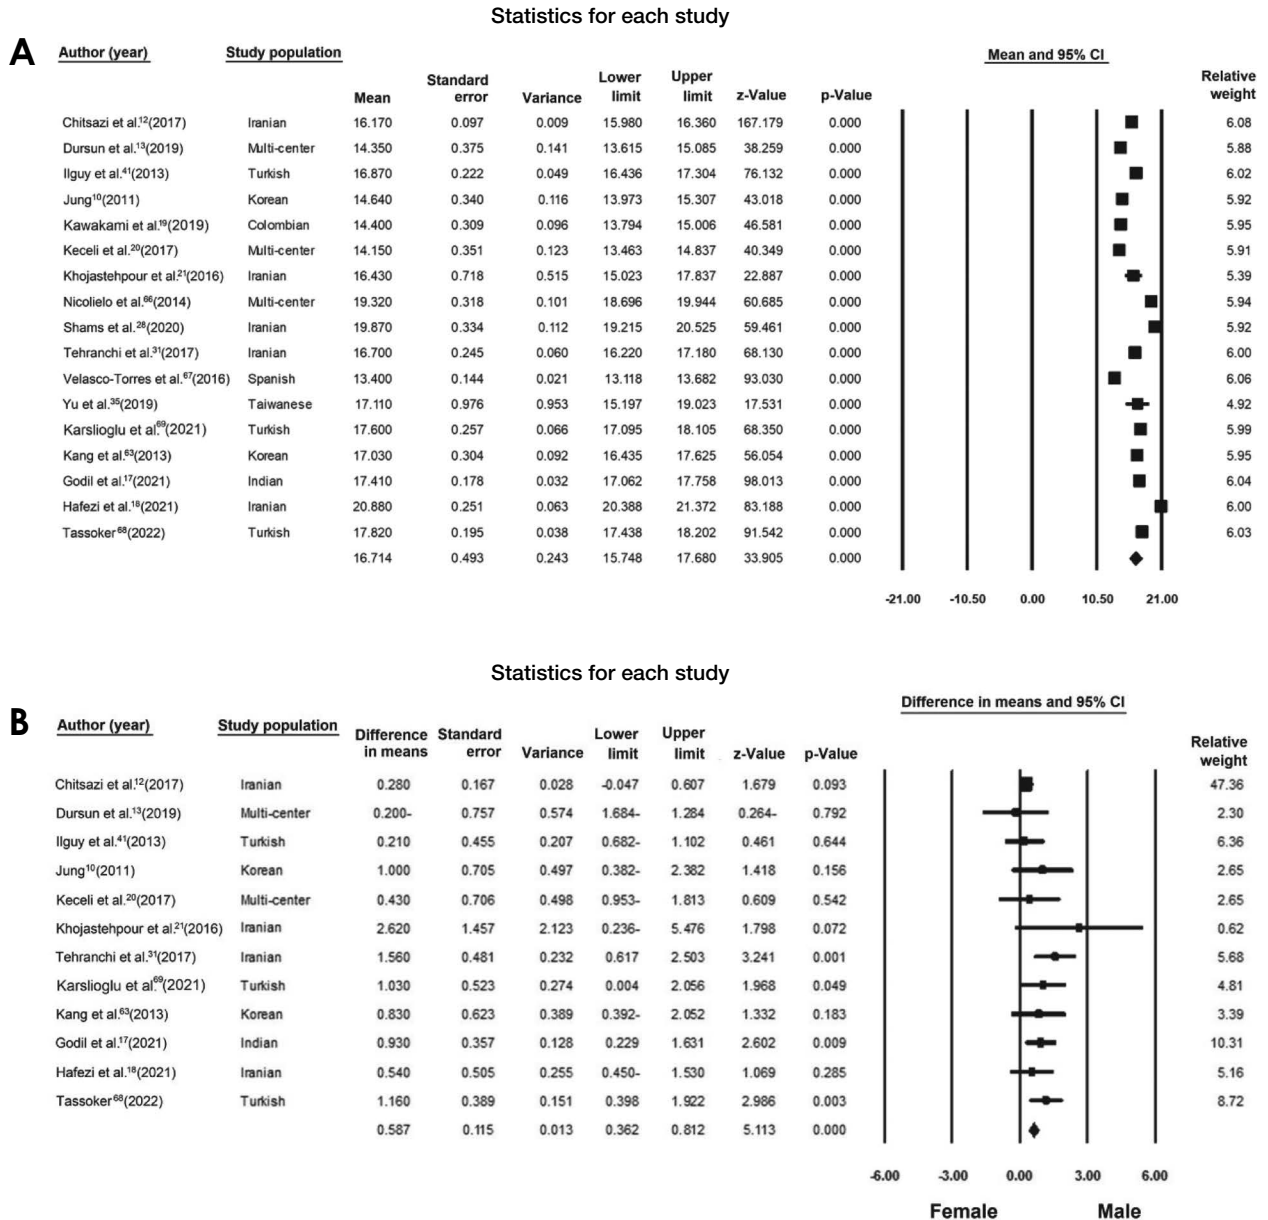 Statistics for each study
A
Author (year) Study population Mean and 95% CI
Mean Standard error Variance Lower limit Upper limit z-Value p-Value Relative weight
Chitsazi et al.12(2017) Iranian 16.170 0.097 0.009 15.980 16.360 167.179 0.000 6.08
Dursun et al.13(2019) Multi-center 14.350 0.375 0.141 13.615 15.085 38.259 0.000 5.88
Ilguy et al.41(2013) Turkish 16.870 0.222 0.049 16.436 17.304 76.132 0.000 6.02
Jung10(2011) Korean 14.640 0.340 0.116 13.973 15.307 43.018 0.000 5.92
Kawakami et al.19(2019) Colombian 14.400 0.309 0.096 13.794 15.006 46.581 0.000 5.95
Keceli et al.20(2017) Multi-center 14.150 0.351 0.123 13.463 14.837 40.349 0.000 5.91
Khojastehpour et al.21(2016) Iranian 16.430 0.718 0.515 15.023 17.837 22.887 0.000 5.39
Nicolielo et al.66(2014) Multi-center 19.320 0.318 0.101 18.696 19.944 60.685 0.000 5.94
Shams et al.28(2020) Iranian 19.870 0.334 0.112 19.215 20.525 59.461 0.000 5.92
Tehranchi et al.31(2017) Iranian 16.700 0.245 0.060 16.220 17.180 68.130 0.000 6.00
Velasco-Torres et al.67(2016) Spanish 13.400 0.144 0.021 13.118 13.682 93.030 0.000 6.06
Yu et al.35(2019) Taiwanese 17.110 0.976 0.953 15.197 19.023 17.531 0.000 4.92
Karslioglu et al.69(2021) Turkish 17.600 0.257 0.066 17.095 18.105 68.350 0.000 5.99
Kang et al.63(2013) Korean 17.030 0.304 0.092 16.435 17.625 56.054 0.000 5.95
Godil et al.17(2021) Indian 17.410 0.178 0.032 17.062 17.758 98.013 0.000 6.04
Hafezi et al.18(2021) Iranian 20.880 0.251 0.063 20.388 21.372 83.188 0.000 6.00
Tassoker68(2022) Turkish 17.820 0.195 0.038 17.438 18.202 91.542 0.000 6.03
16.714 0.493 0.243 15.748 17.680 33.905 0.000
-21.00 -10.50 0.00 10.50 21.00
Statistics for each study
B
Author (year) Study population Difference in means and 95% CI
Difference in means Standard error Variance Lower limit Upper limit z-Value p-Value Relative weight
Chitsazi et al.12(2017) Iranian 0.280 0.167 0.028 -0.047 0.607 1.679 0.093 47.36
Dursun et al.13(2019) Multi-center 0.200- 0.757 0.574 1.684- 1.284 0.264- 0.792 2.30
Ilguy et al.41(2013) Turkish 0.210 0.455 0.207 0.682- 1.102 0.461 0.644 6.36
Jung10(2011) Korean 1.000 0.705 0.497 0.382- 2.382 1.418 0.156 2.65
Keceli et al.20(2017) Multi-center 0.430 0.706 0.498 0.953- 1.813 0.609 0.542 2.65
Khojastehpour et al.21(2016) Iranian 2.620 1.457 2.123 0.236- 5.476 1.798 0.072 0.62
Tehranchi et al.31(2017) Iranian 1.560 0.481 0.232 0.617 2.503 3.241 0.001 5.68
Karslioglu et al.69(2021) Turkish 1.030 0.523 0.274 0.004 2.056 1.968 0.049 4.81
Kang et al.63(2013) Korean 0.830 0.623 0.389 0.392- 2.052 1.332 0.183 3.39
Godil et al.17(2021) Indian 0.930 0.357 0.128 0.229 1.631 2.602 0.009 10.31
Hafezi et al.18(2021) Iranian 0.540 0.505 0.255 0.450- 1.530 1.069 0.285 5.16
Tassoker68(2022) Turkish 1.160 0.389 0.151 0.398 1.922 2.986 0.003 8.72
0.587 0.115 0.013 0.362 0.812 5.113 0.000
-6.00 -3.00 0.00 3.00 6.00
Female Male